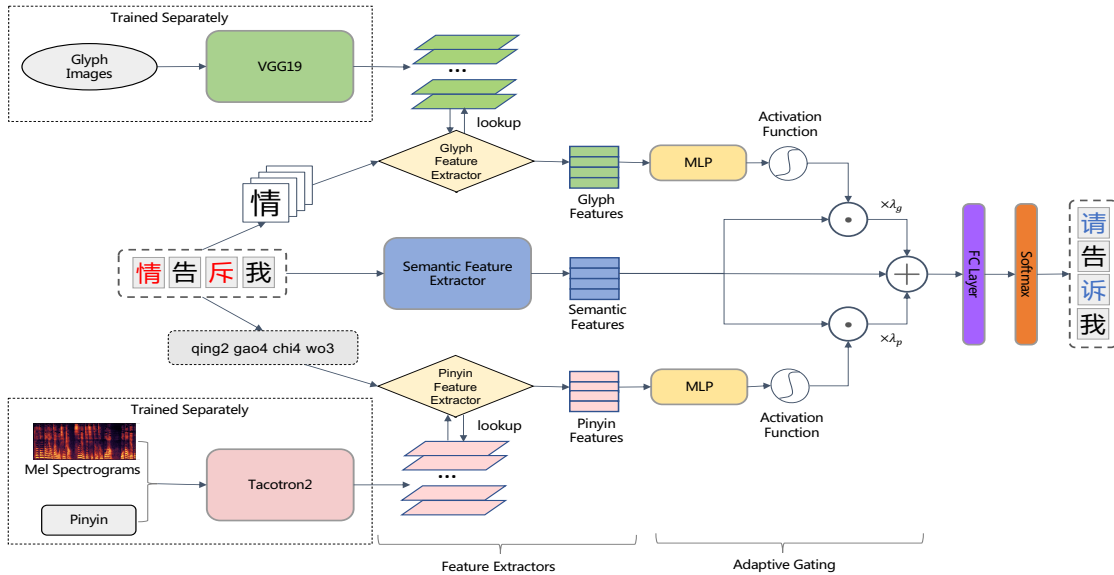 Trained Separately
Glyph
Images
VGG19
...
lookup
Glyph
Feature
Extractor
Glyph
Features
MLP
Activation
Function
×λg
情
情 告 斥 我
Semantic Feature
Extractor
Semantic
Features
FC Layer
Softmax
请
告
诉
我
qing2 gao4 chi4 wo3
Pinyin
Feature
Extractor
Pinyin
Features
MLP
Activation
Function
×λp
lookup
...
Trained Separately
Mel Spectrograms
Pinyin
Tacotron2
Feature Extractors
Adaptive Gating